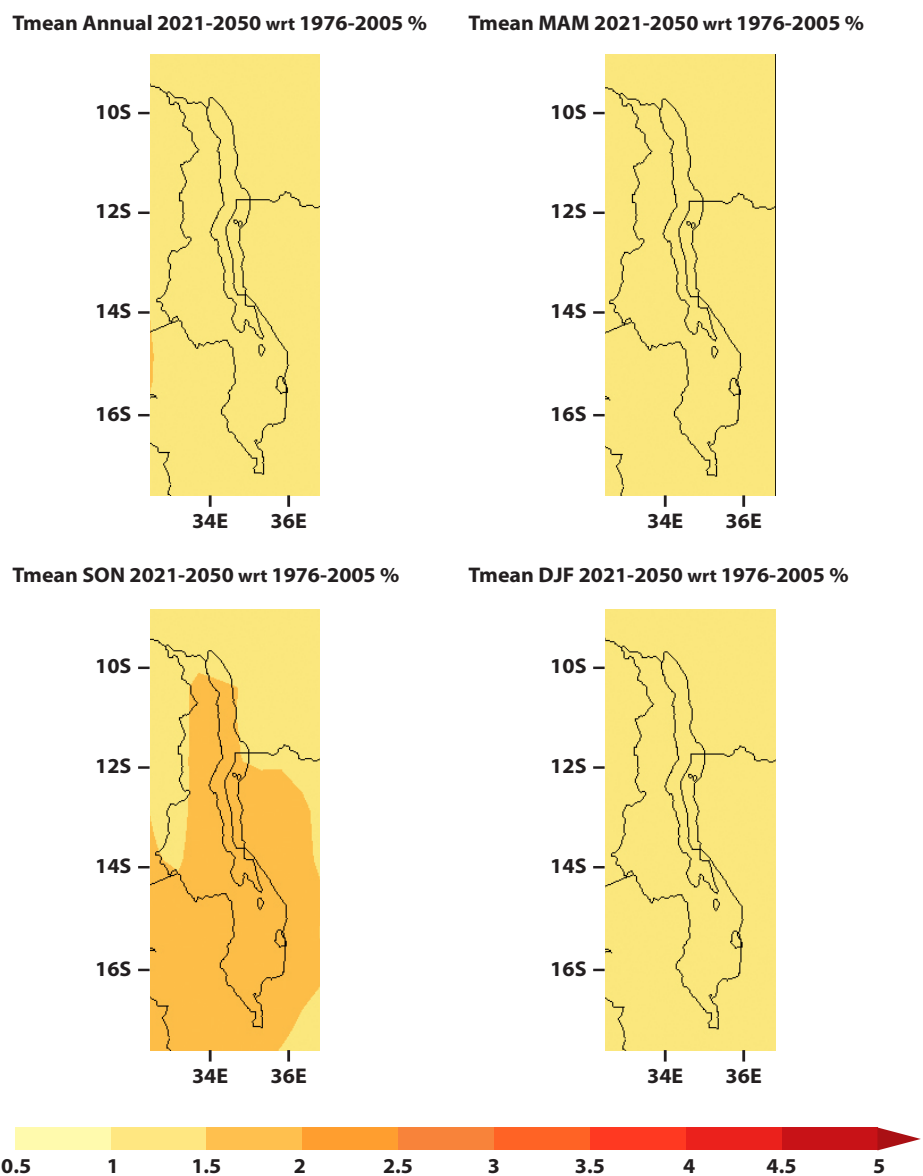 Tmean Annual 2021-2050 wrt 1976-2005 %
Tmean MAM 2021-2050 wrt 1976-2005 %
10S
12S
14S
16S
34E 36E
10S
12S
14S
16S
34E 36E
Tmean SON 2021-2050 wrt 1976-2005 %
Tmean DJF 2021-2050 wrt 1976-2005 %
10S
12S
14S
16S
34E 36E
10S
12S
14S
16S
34E 36E
0.5 1 1.5 2 2.5 3 3.5 4 4.5 5